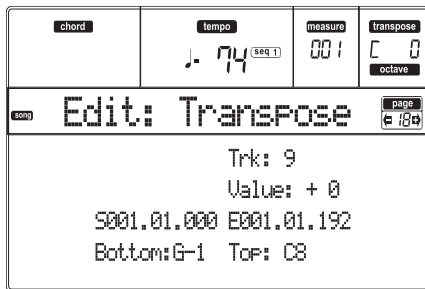 chord tempo measure transpose
♩= 74 seq 1 001 C 0
octave
song Edit: Transpose page
18
Trk: 9
Value: + 0
S001.01.000 E001.01.192
Bottom:G-1 Top: C8